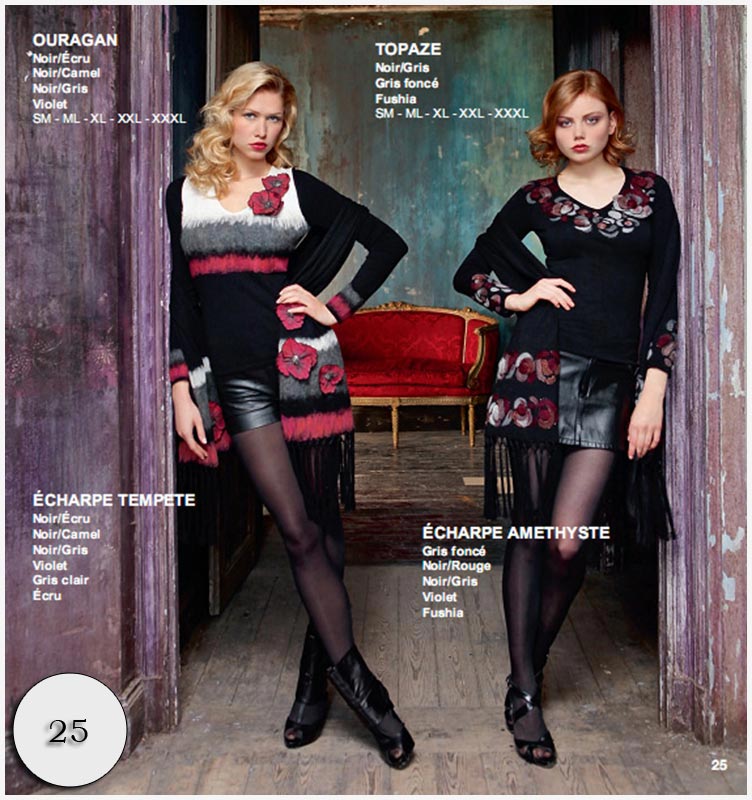 OURAGAN
*Noir/Écru
Noir/Camel
Noir/Gris
Violet
SM - ML - XL - XXL - XXXL
TOPAZE
Noir/Gris
Gris foncé
Fushia
SM - ML - XL - XXL - XXXL
ÉCHARPE TEMPETE
Noir/Écru
Noir/Camel
Noir/Gris
Violet
Gris clair
Écru
ÉCHARPE AMETHYSTE
Gris foncé
Noir/Rouge
Noir/Gris
Violet
Fushia
25
25